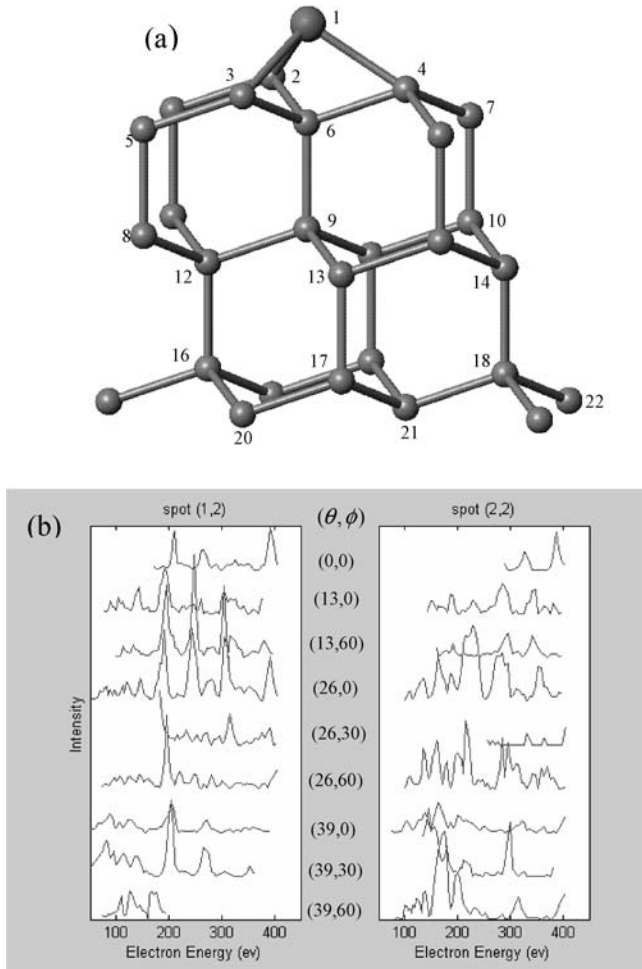 (a)
1
2
3
4
5
6
7
8
9
10
12
13
14
16
17
18
20
21
22
(b)
spot (1,2)
(θ,ϕ)
spot (2,2)
(0,0)
(13,0)
(13,60)
(26,0)
(26,30)
(26,60)
(39,0)
(39,30)
(39,60)
Intensity
100 200 300 400
100 200 300 400
Electron Energy (ev)
Electron Energy (ev)